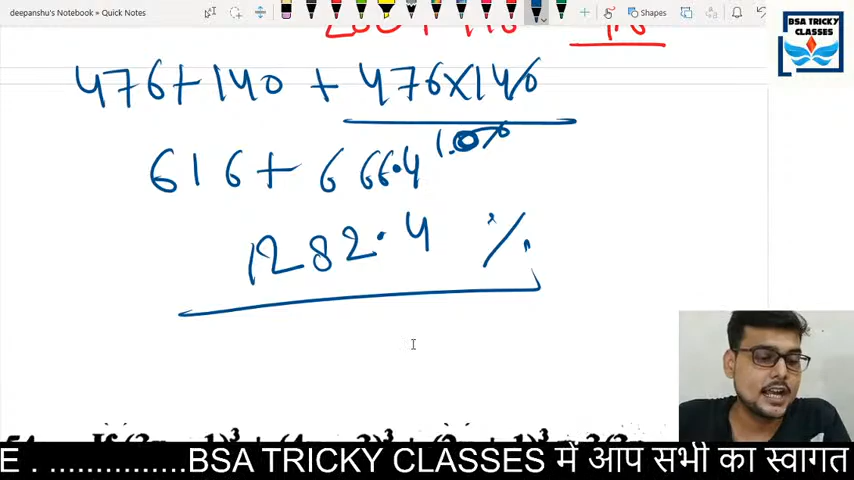 deepanshu's Notebook » Quick Notes
Shapes
BSA TRICKY
CLASSES
476+140 + 476×140
100
616+ 666.4
1282.4 %
E . ...............BSA TRICKY CLASSES में आप सभी का स्वागत